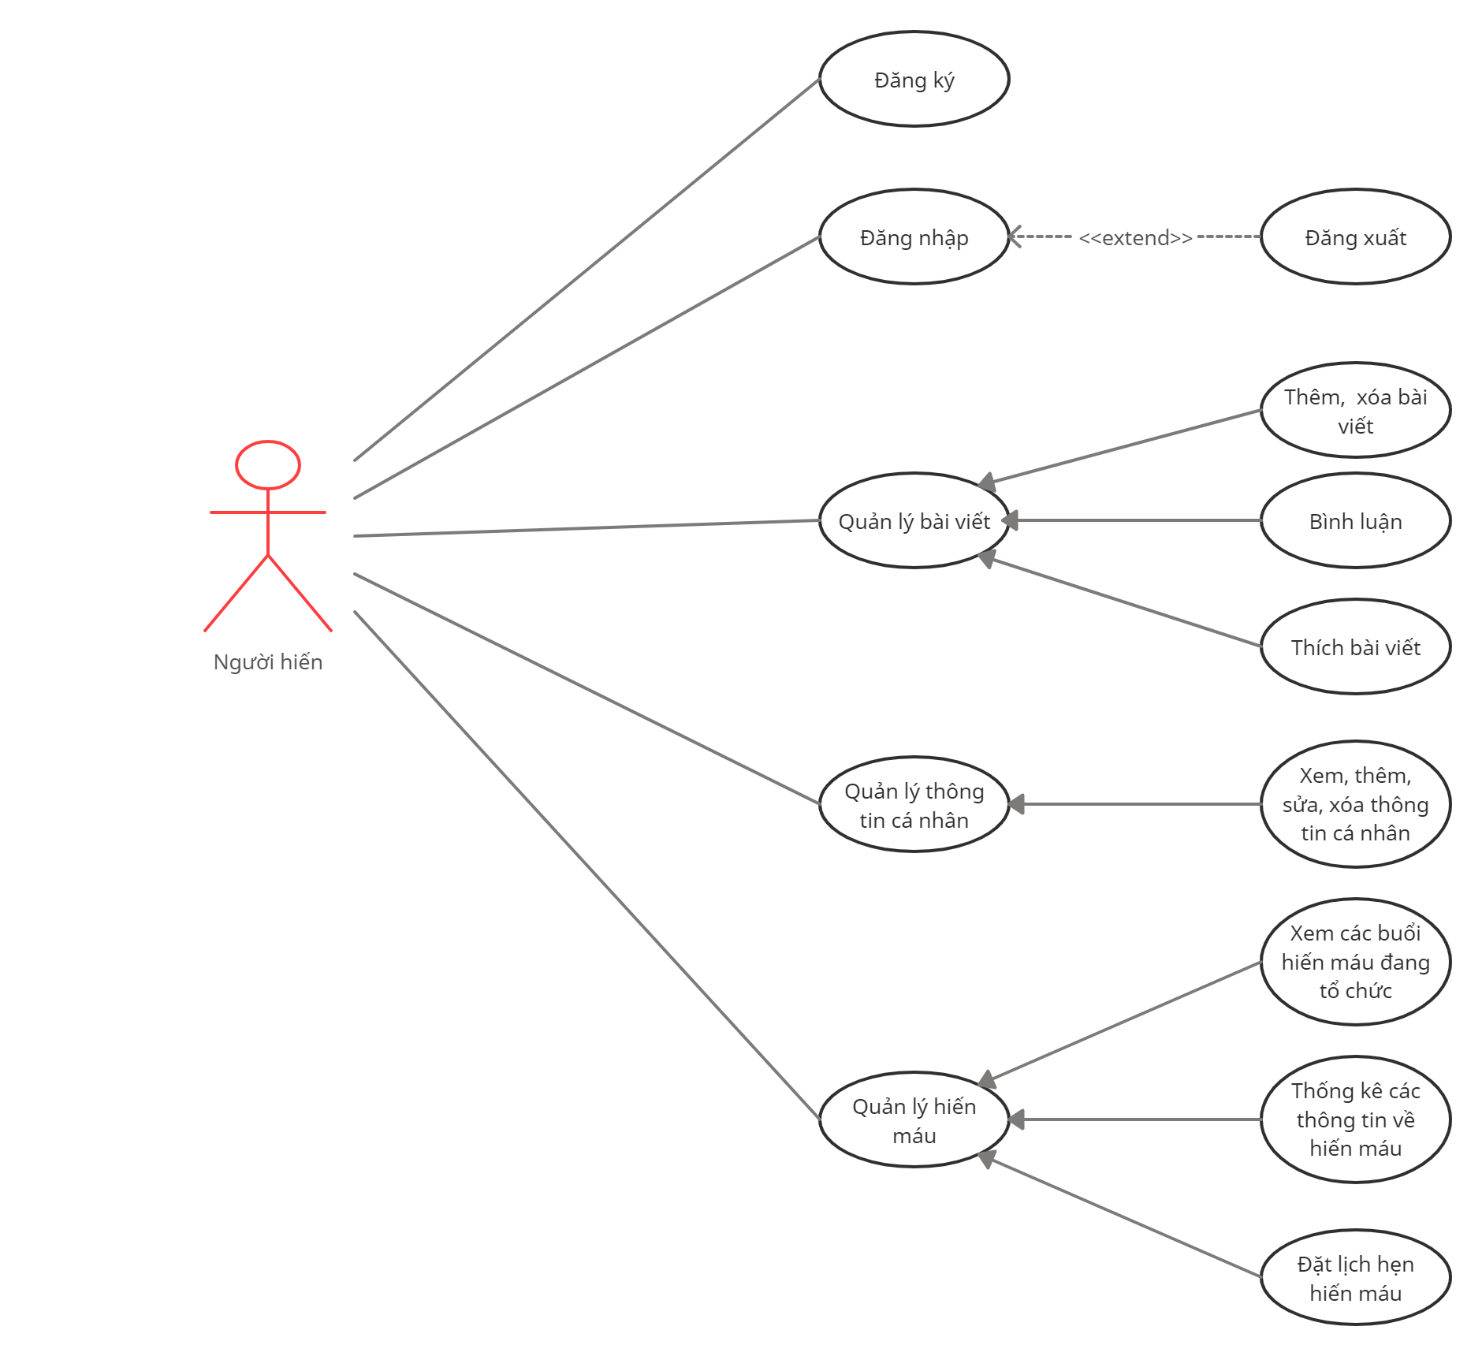 Đăng ký
Đăng nhập
<<extend>>
Đăng xuất
Thêm,  xóa bài
viết
Quản lý bài viết
Bình luận
Thích bài viết
Người hiến
Quản lý thông
tin cá nhân
Xem, thêm,
sửa, xóa thông
tin cá nhân
Xem các buổi
hiến máu đang
tổ chức
Quản lý hiến
máu
Thống kê các
thông tin về
hiến máu
Đặt lịch hẹn
hiến máu